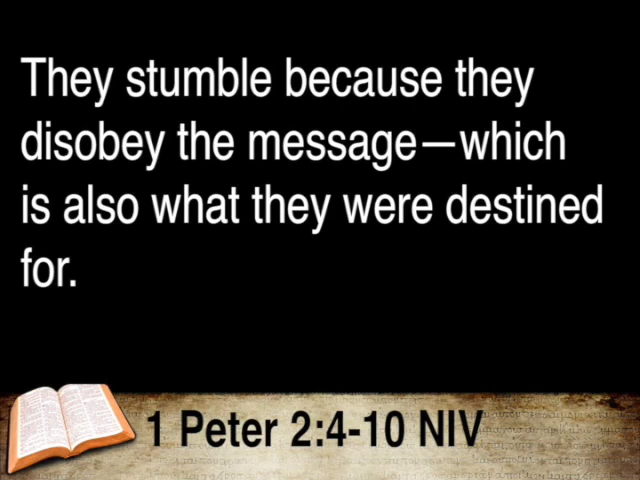 They stumble because they
disobey the message—which
is also what they were destined
for.
1 Peter 2:4-10 NIV